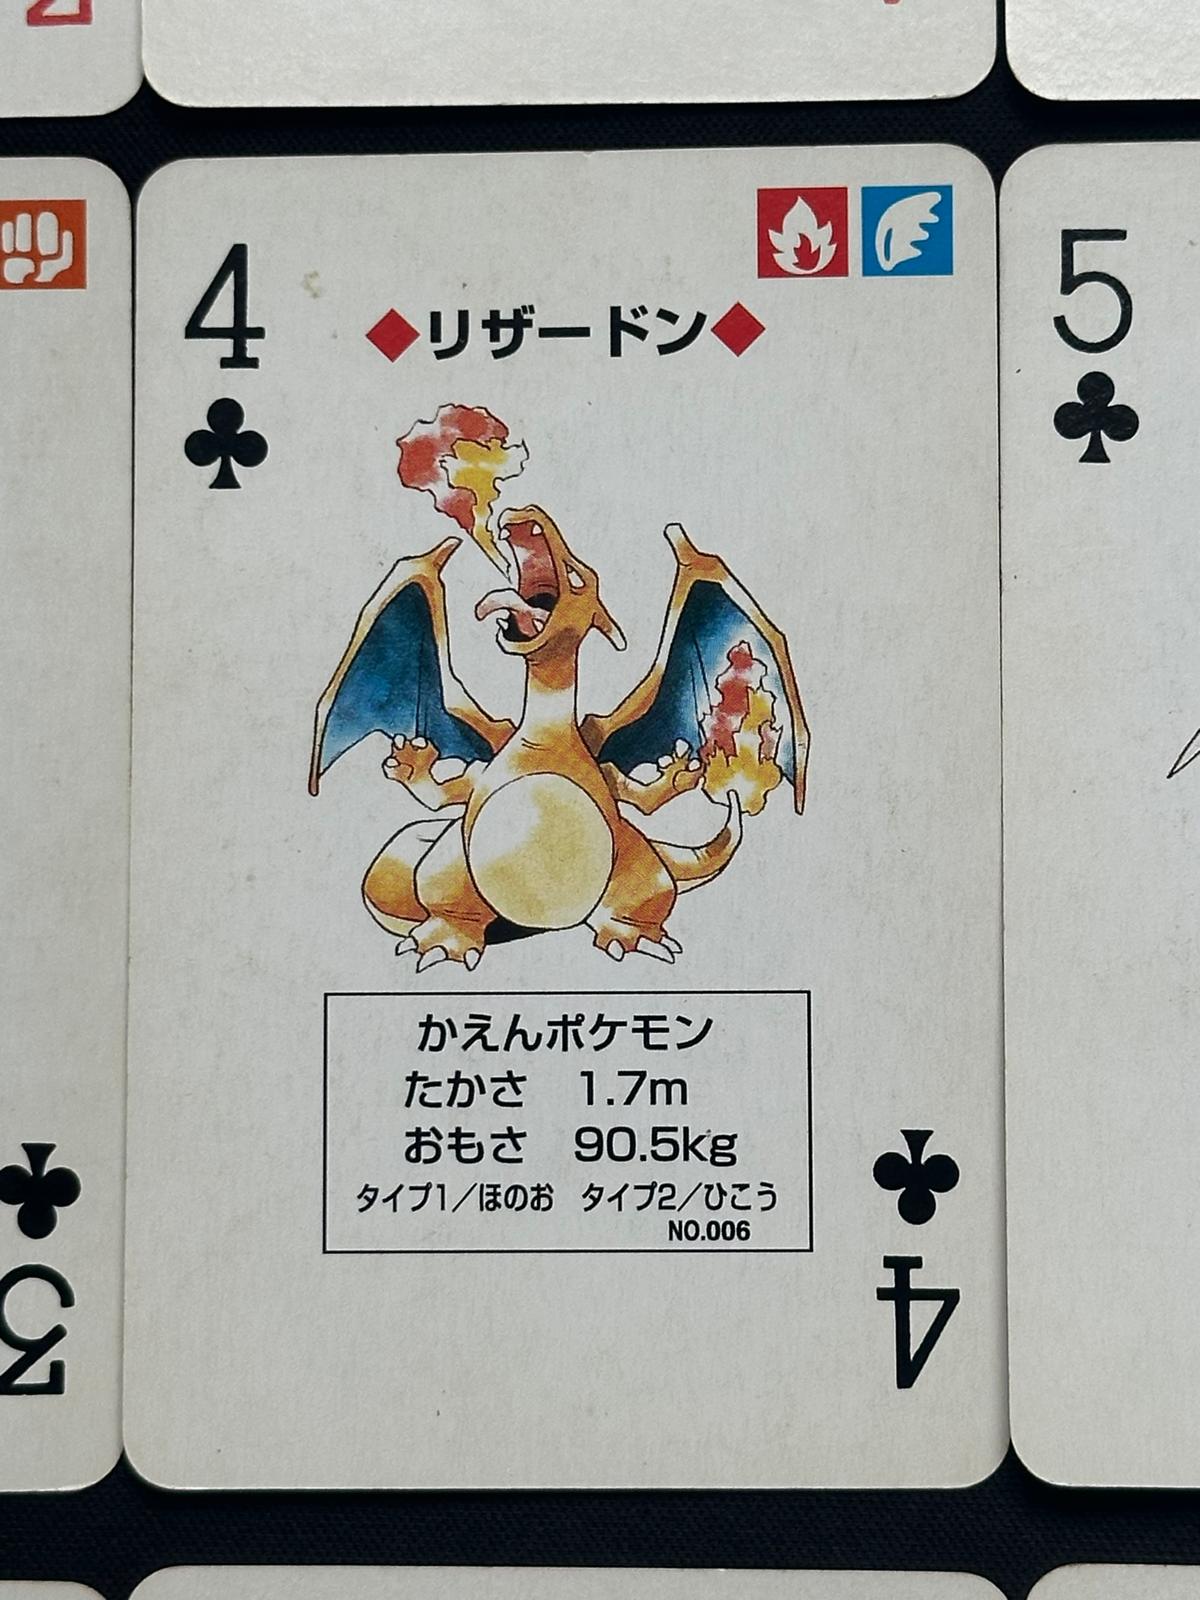 4
リザードン
かえんポケモン
たかさ 1.7m
おもさ 90.5kg
タイプ1/ほのお タイプ2/ひこう
NO.006
4
5
3